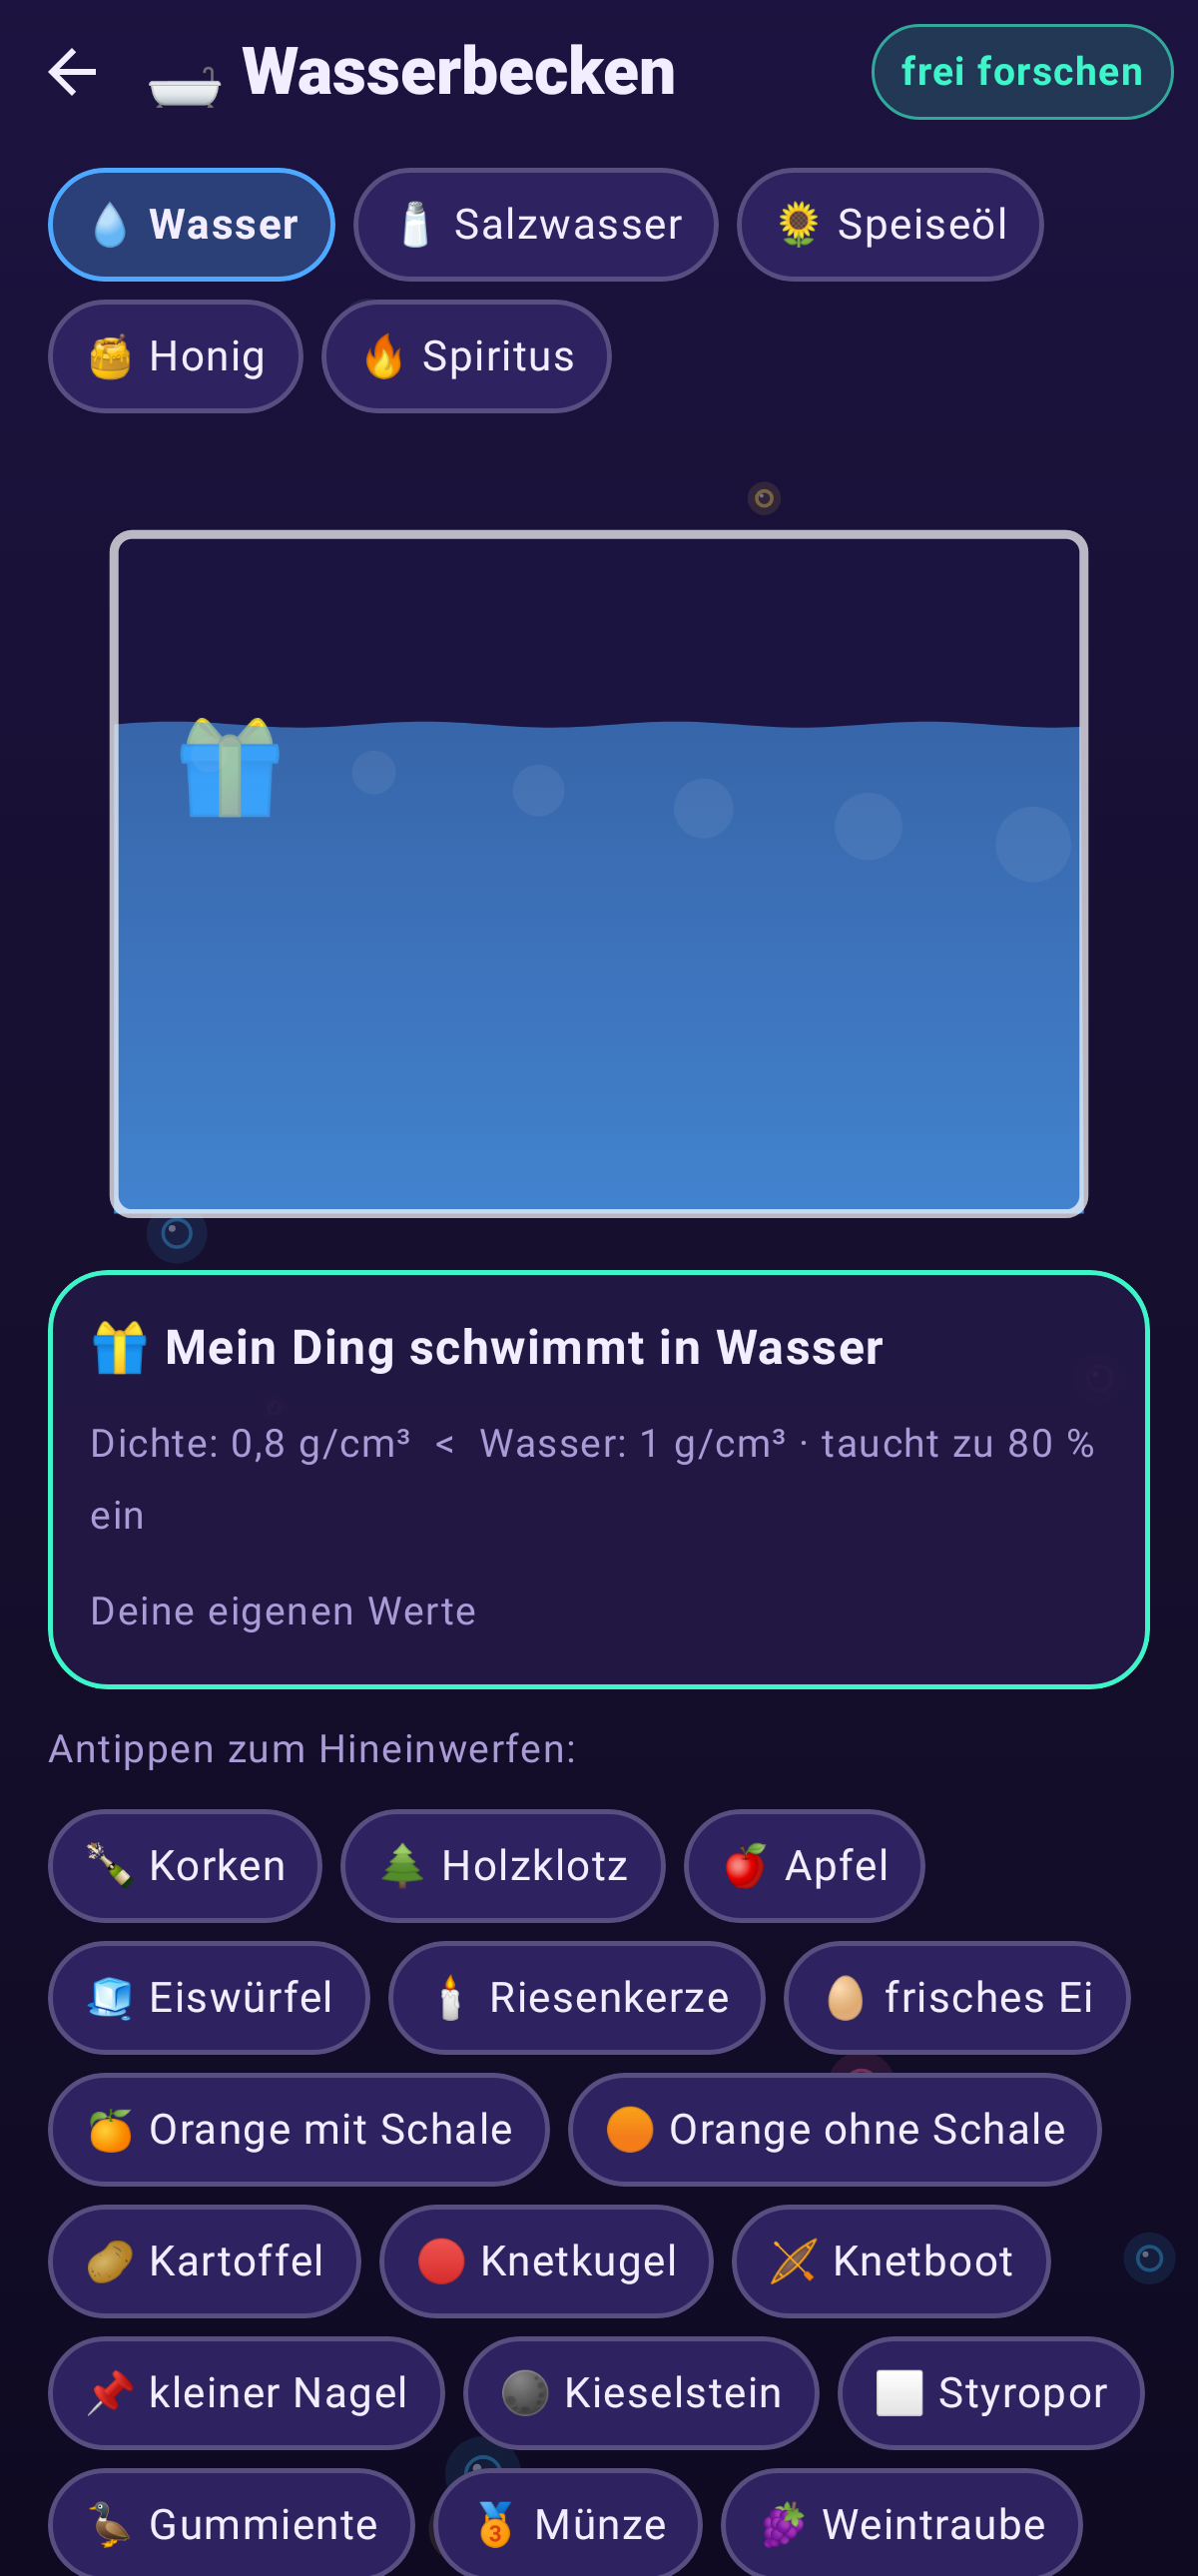 Wasserbecken
frei forschen
Wasser
Salzwasser
Speiseöl
Honig
Spiritus
Mein Ding schwimmt in Wasser
Dichte: 0,8 g/cm³ < Wasser: 1 g/cm³ · taucht zu 80 %
ein
Deine eigenen Werte
Antippen zum Hineinwerfen:
Korken
Holzklotz
Apfel
Eiswürfel
Riesenkerze
frisches Ei
Orange mit Schale
Orange ohne Schale
Kartoffel
Knetkugel
Knetboot
kleiner Nagel
Kieselstein
Styropor
Gummiente
Münze
Weintraube